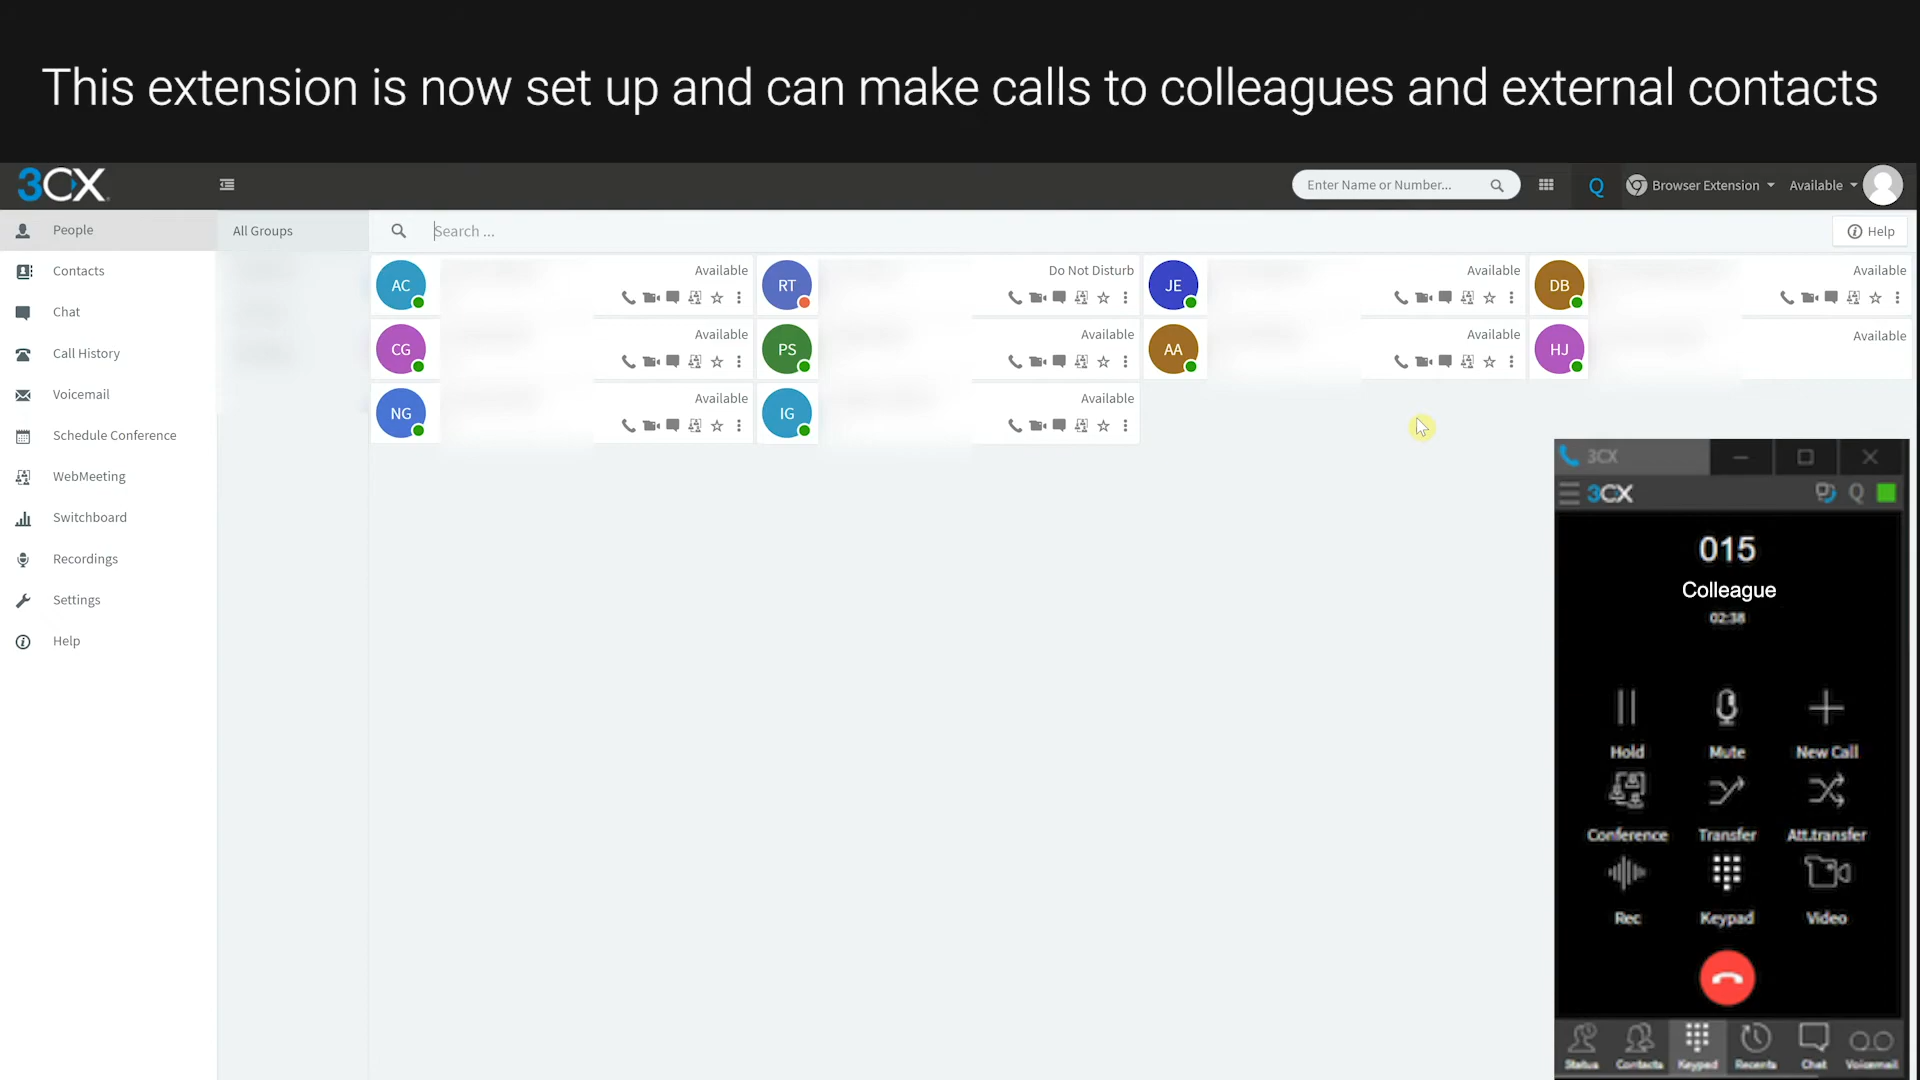 This extension is now set up and can make calls to colleagues and external contacts
3CX
Enter Name or Number...
Q
Browser Extension
Available
People
All Groups
Search ...
Help
Contacts
Chat
Call History
Voicemail
Schedule Conference
WebMeeting
Switchboard
Recordings
Settings
Help
AC
Available
RT
Do Not Disturb
JE
Available
DB
Available
CG
Available
PS
Available
AA
Available
HJ
Available
NG
Available
IG
Available
3CX
3CX
Q
015
Colleague
02:38
Hold
Mute
New Call
Conference
Transfer
Att.transfer
Rec
Keypad
Video
Status
Contacts
Keypad
Recents
Chat
Voicemail